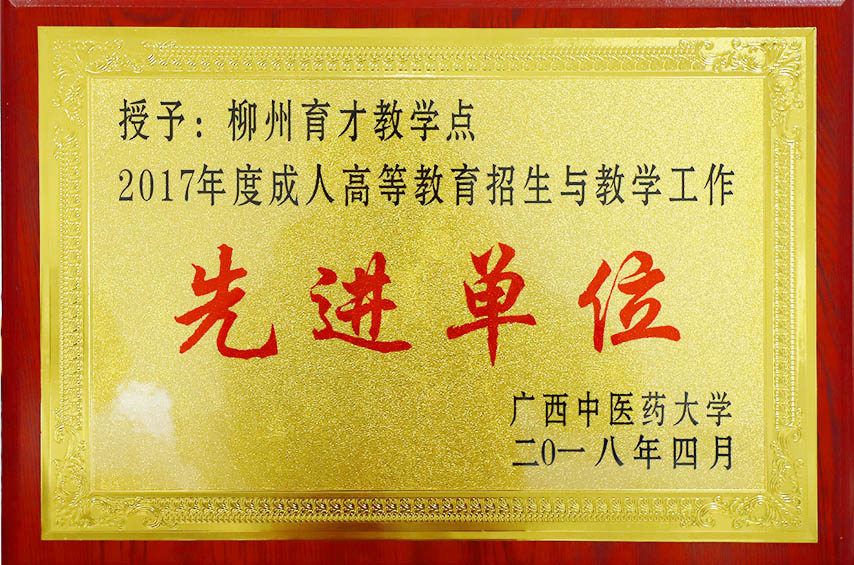 授予：柳州育才教学点
2017年度成人高等教育招生与教学工作
先进单位
广西中医药大学
二〇一八年四月